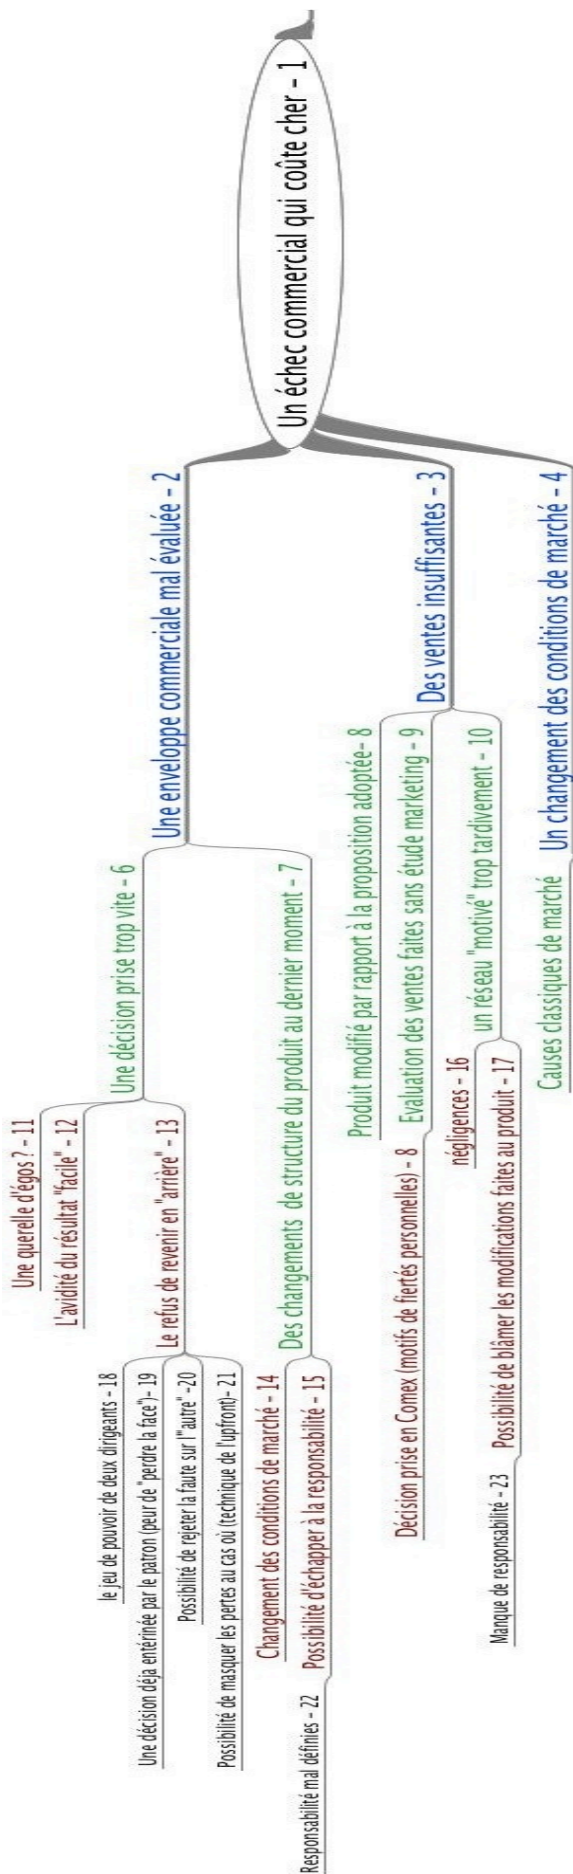 Un échec commercial qui coûte cher – 1
Une enveloppe commerciale mal évaluée – 2
Une décision prise trop vite – 6
Une querelle d'égos ? – 11
L'avidité du résultat "facile" – 12
Le refus de revenir en "arrière" – 13
le jeu de pouvoir de deux dirigeants – 18
Une décision déja entérinée par le patron (peur de "perdre la face")– 19
Possibilité de rejeter la faute sur l'"autre" –20
Possibilité de masquer les pertes au cas où (technique de l'upfront)– 21
Des changements de structure du produit au dernier moment – 7
Changement des conditions de marché – 14
Possibilité d'échapper à la responsabilité – 15
Responsabilité mal définies – 22
Des ventes insuffisantes – 3
Produit modifié par rapport à la proposition adoptée– 8
Evaluation des ventes faites sans étude marketing – 9
Décision prise en Comex (motifs de fiertés personnelles) – 8
un réseau "motivé" trop tardivement – 10
négligences – 16
Possibilité de blâmer les modifications faites au produit – 17
Manque de responsabilité – 23
Un changement des conditions de marché – 4
Causes classiques de marché